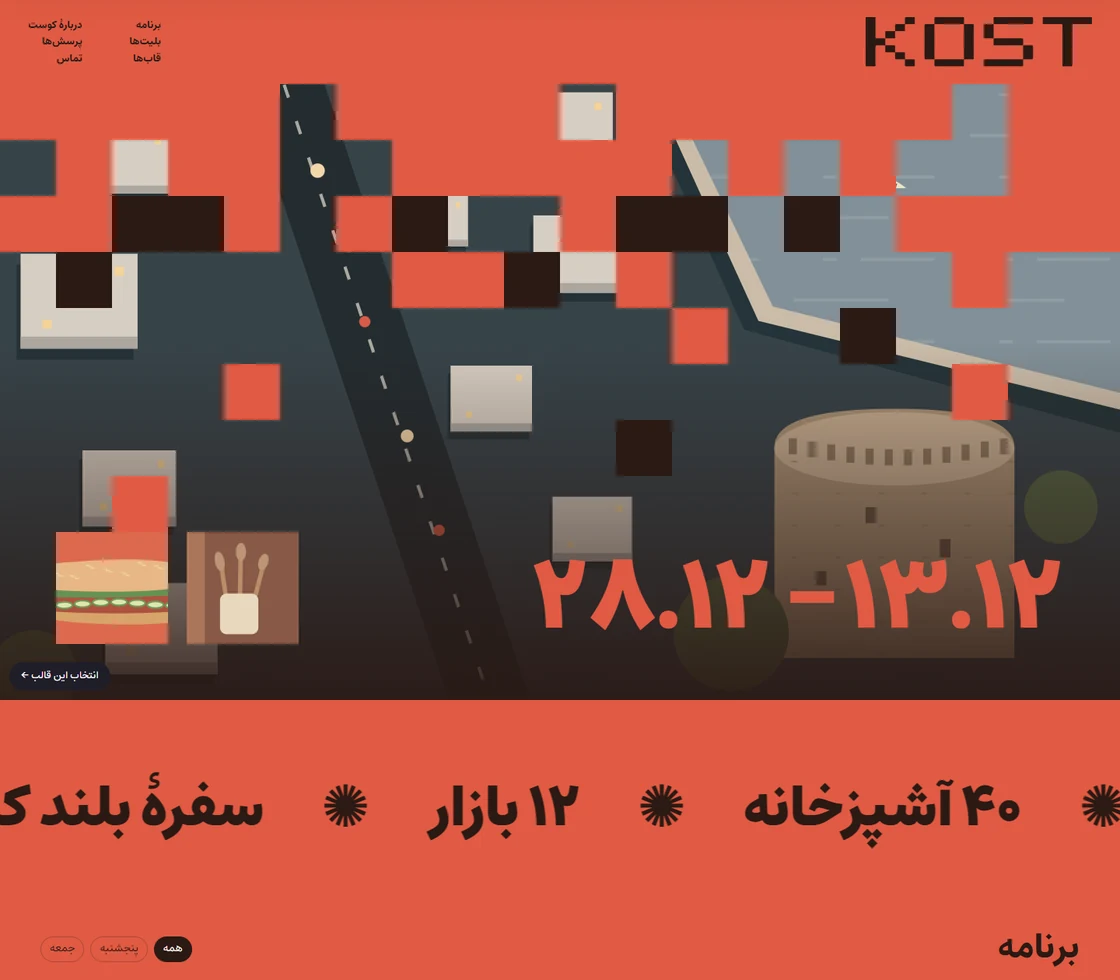 KOST
برنامه
بلیت‌ها
قاب‌ها
دربارهٔ کوست
پرسش‌ها
تماس
۲۸.۱۲ – ۱۳.۱۲
انتخاب این قالب ←
۴۰ آشپزخانه
۱۲ بازار
سفرهٔ بلند
برنامه
همه
پنجشنبه
جمعه